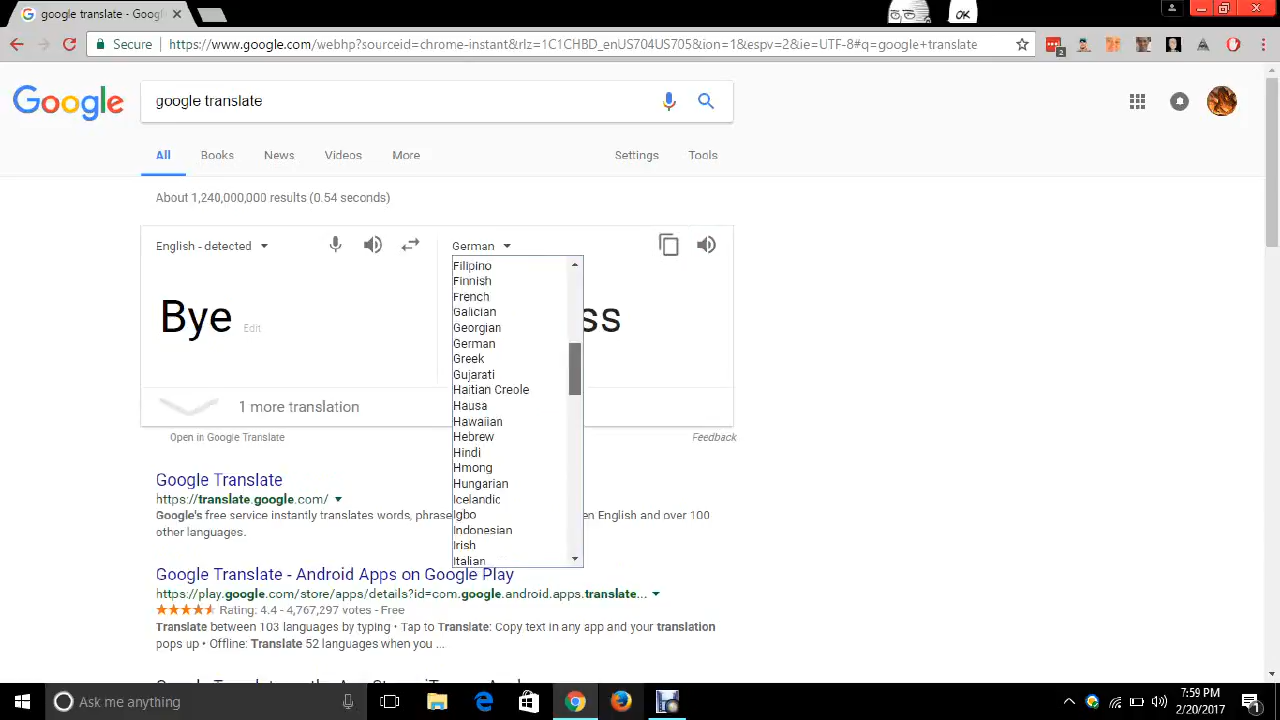 google translate - Google
OK
Secure https://www.google.com/webhp?sourceid=chrome-instant&rlz=1C1CHBD_enUS704US705&ion=1&espv=2&ie=UTF-8#q=google+translate
2
Google
google translate
All Books News Videos More Settings Tools
About 1,240,000,000 results (0.54 seconds)
English - detected German
Bye Edit
ss
Filipino
Finnish
French
Galician
Georgian
German
Greek
Gujarati
Haitian Creole
Hausa
Hawaiian
Hebrew
Hindi
Hmong
Hungarian
Icelandic
Igbo
Indonesian
Irish
Italian
1 more translation
Open in Google Translate Feedback
Google Translate
https://translate.google.com/
Google's free service instantly translates words, phrase en English and over 100
other languages.
Google Translate - Android Apps on Google Play
https://play.google.com/store/apps/details?id=com.google.android.apps.translate...
Rating: 4.4 - 4,767,297 votes - Free
Translate between 103 languages by typing • Tap to Translate: Copy text in any app and your translation
pops up • Offline: Translate 52 languages when you ...
Ask me anything
7:59 PM
2/20/2017
1